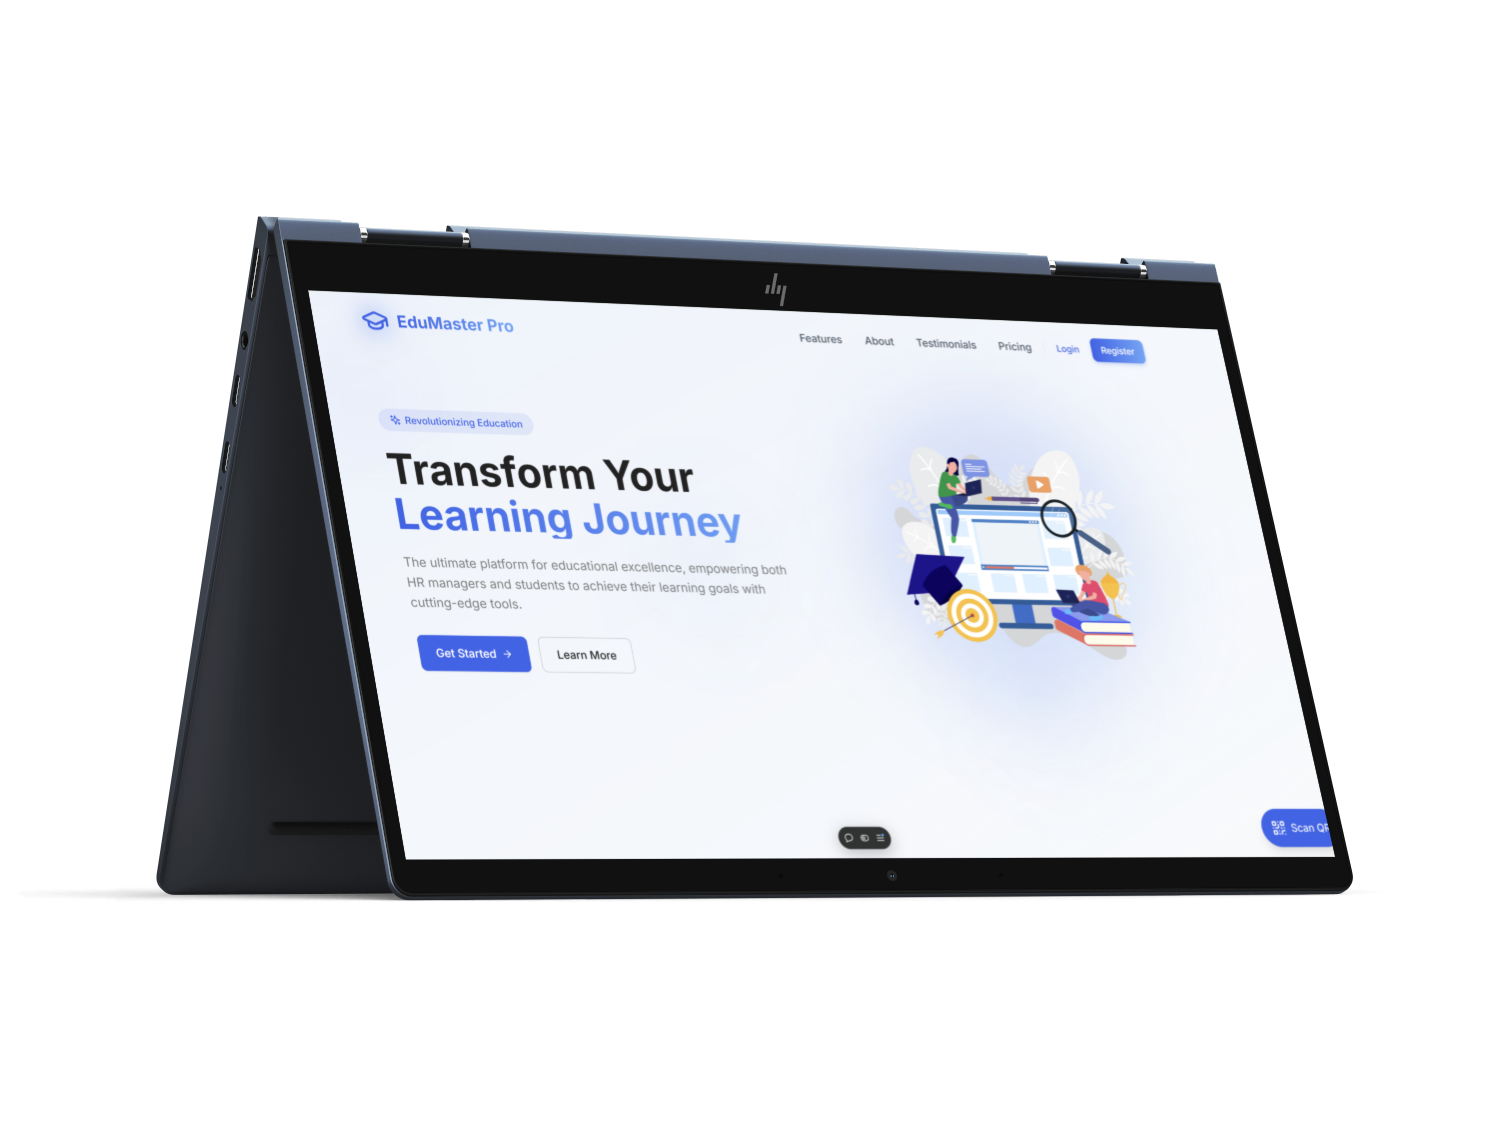 EduMaster Pro
Features About Testimonials Pricing Login Register
Revolutionizing Education
Transform Your
Learning Journey
The ultimate platform for educational excellence, empowering both
HR managers and students to achieve their learning goals with
cutting-edge tools.
Get Started → Learn More
Scan QR
hp